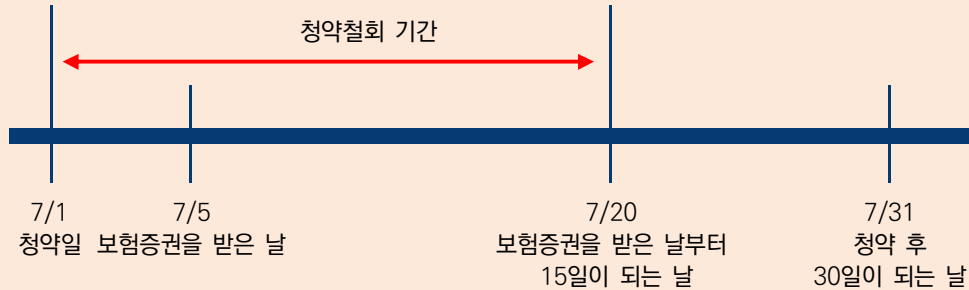 청약철회 기간
7/1
청약일
7/5
보험증권을 받은 날
7/20
보험증권을 받은 날부터
15일이 되는 날
7/31
청약 후
30일이 되는 날